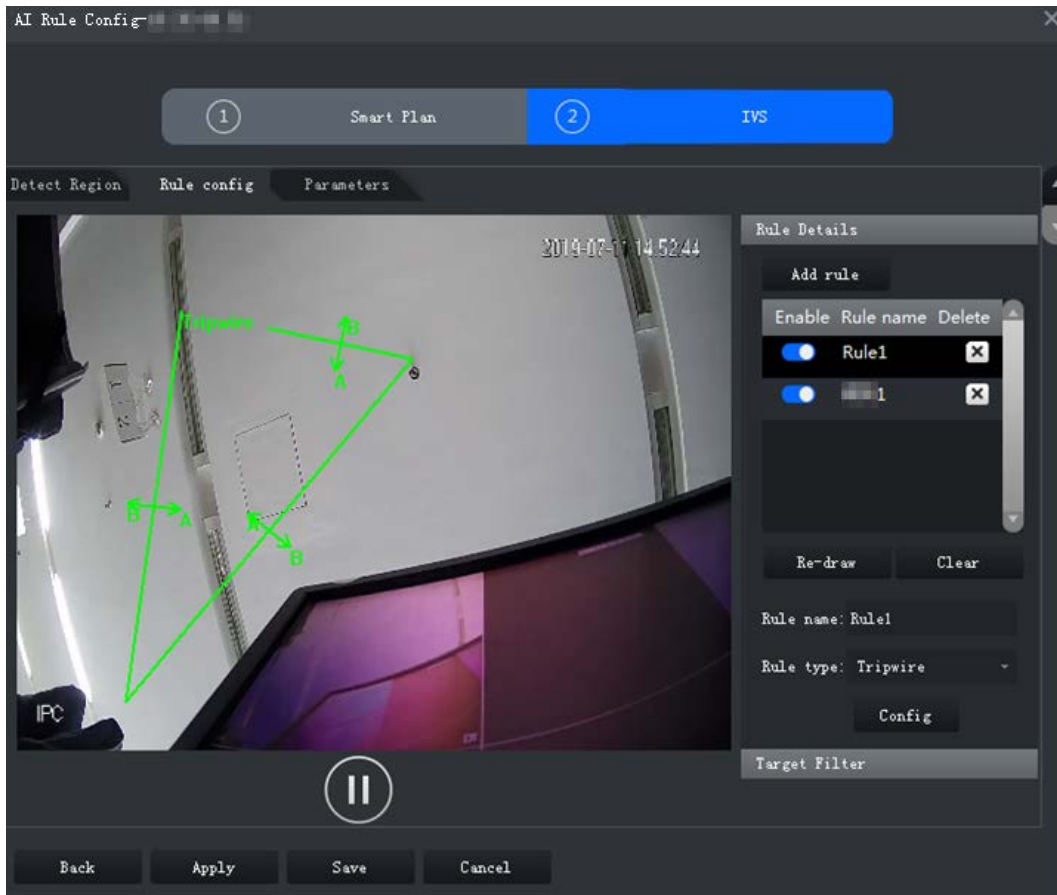 AI Rule Config-
1 Smart Plan
2 IVS
Detect Region Rule config Parameters
2019-07-11 14:52:44
Tripwire
B
A
B A
A
B
IPC
Rule Details
Add rule
Enable Rule name Delete
Rule1
1
Re-draw Clear
Rule name: Rule1
Rule type: Tripwire
Config
Target Filter
Back Apply Save Cancel